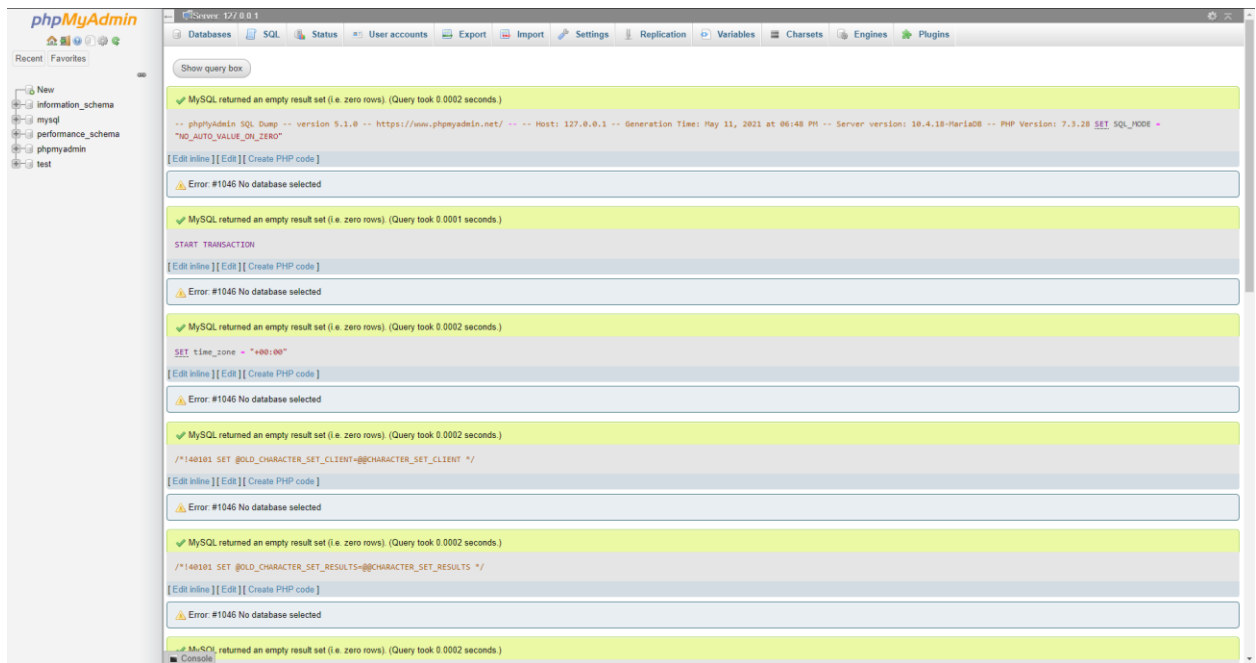 phpMyAdmin
Server: 127.0.0.1
Databases SQL Status User accounts Export Import Settings Replication Variables Charsets Engines Plugins
Recent Favorites
New
information_schema
mysql
performance_schema
phpmyadmin
test
Show query box
MySQL returned an empty result set (i.e. zero rows). (Query took 0.0002 seconds.)
-- phpMyAdmin SQL Dump -- version 5.1.0 -- https://www.phpmyadmin.net/ -- -- Host: 127.0.0.1 -- Generation Time: May 11, 2021 at 06:48 PM -- Server version: 10.4.18-MariaDB -- PHP Version: 7.3.28 SET SQL_MODE =
"NO_AUTO_VALUE_ON_ZERO"
[ Edit inline ] [ Edit ] [ Create PHP code ]
Error: #1046 No database selected
MySQL returned an empty result set (i.e. zero rows). (Query took 0.0001 seconds.)
START TRANSACTION
[ Edit inline ] [ Edit ] [ Create PHP code ]
Error: #1046 No database selected
MySQL returned an empty result set (i.e. zero rows). (Query took 0.0002 seconds.)
SET time_zone = "+00:00"
[ Edit inline ] [ Edit ] [ Create PHP code ]
Error: #1046 No database selected
MySQL returned an empty result set (i.e. zero rows). (Query took 0.0002 seconds.)
/*!40101 SET @OLD_CHARACTER_SET_CLIENT=@@CHARACTER_SET_CLIENT */
[ Edit inline ] [ Edit ] [ Create PHP code ]
Error: #1046 No database selected
MySQL returned an empty result set (i.e. zero rows). (Query took 0.0002 seconds.)
/*!40101 SET @OLD_CHARACTER_SET_RESULTS=@@CHARACTER_SET_RESULTS */
[ Edit inline ] [ Edit ] [ Create PHP code ]
Error: #1046 No database selected
MySQL returned an empty result set (i.e. zero rows). (Query took 0.0002 seconds.)
Console